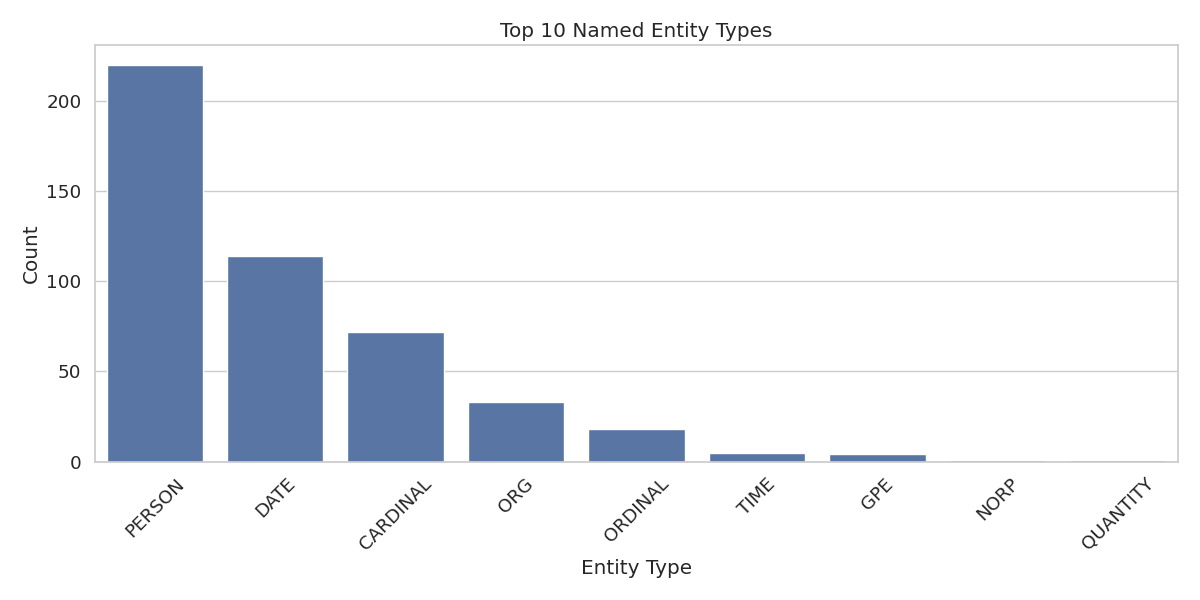 Top 10 Named Entity Types
Count
200
150
100
50
0
PERSON
DATE
CARDINAL
ORG
ORDINAL
TIME
GPE
NORP
QUANTITY
Entity Type